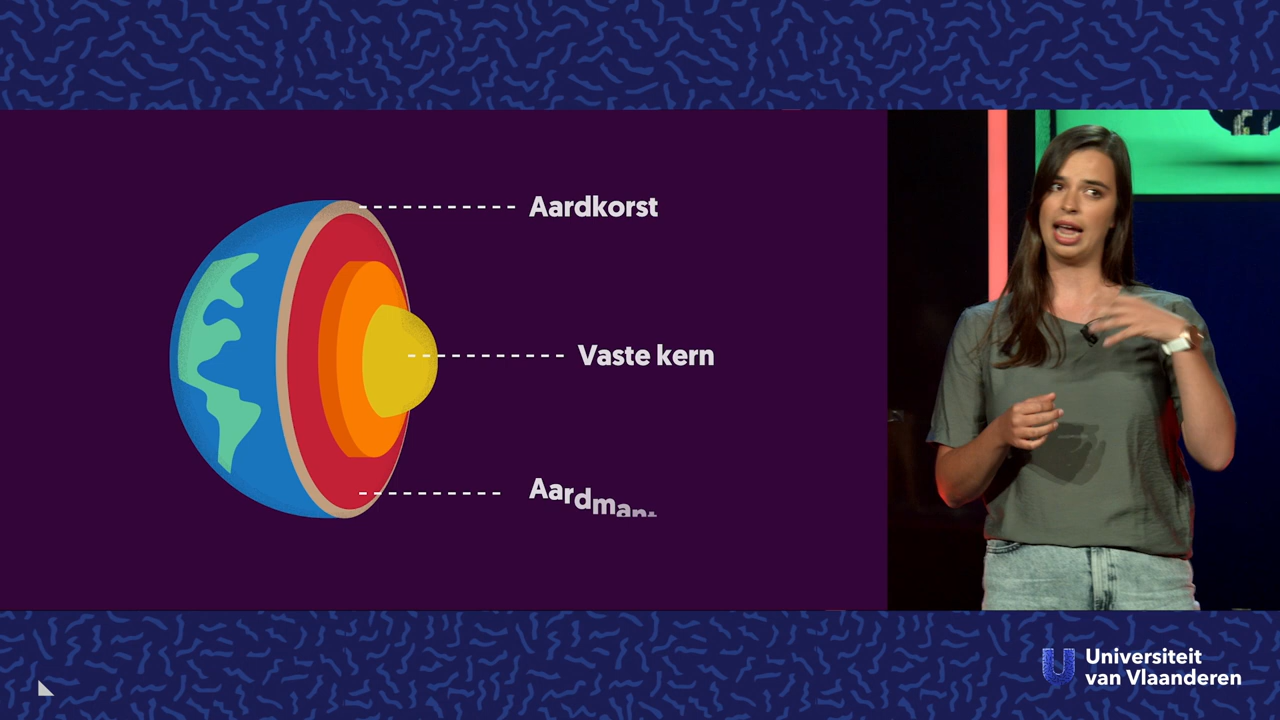 Aardkorst
Vaste kern
Universiteit
van Vlaanderen